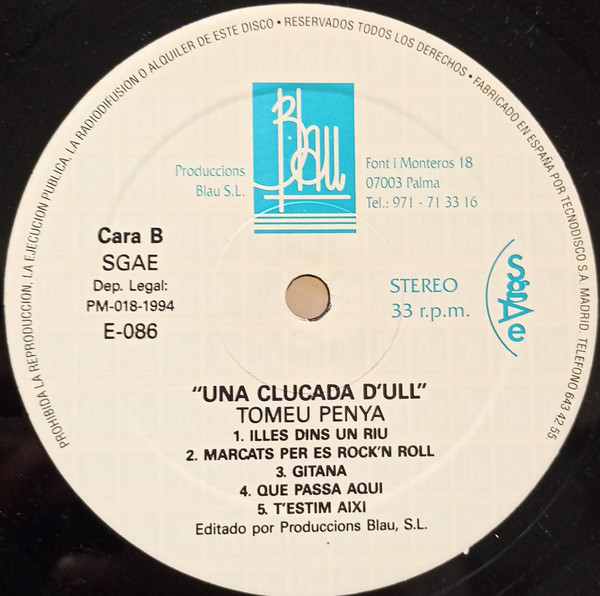 PROHIBIDA LA REPRODUCCION, LA EJECUCION PUBLICA, LA RADIODIFUSION O ALQUILER DE ESTE DISCO • RESERVADOS TODOS LOS DERECHOS • FABRICADO EN ESPAÑA POR TECNODISCO S A. MADRID. TELEFONO 643 42 55.
Blau
Produccions
Blau S.L.
Font i Monteros 18
07003 Palma
Tel.: 971 - 71 33 16
Cara B
SGAE
Dep. Legal:
PM-018-1994
E-086
STEREO
33 r.p.m.
SGAE
"UNA CLUCADA D'ULL"
TOMEU PENYA
1. ILLES DINS UN RIU
2. MARCATS PER ES ROCK'N ROLL
3. GITANA
4. QUE PASSA AQUI
5. T'ESTIM AIXI
Editado por Produccions Blau, S.L.